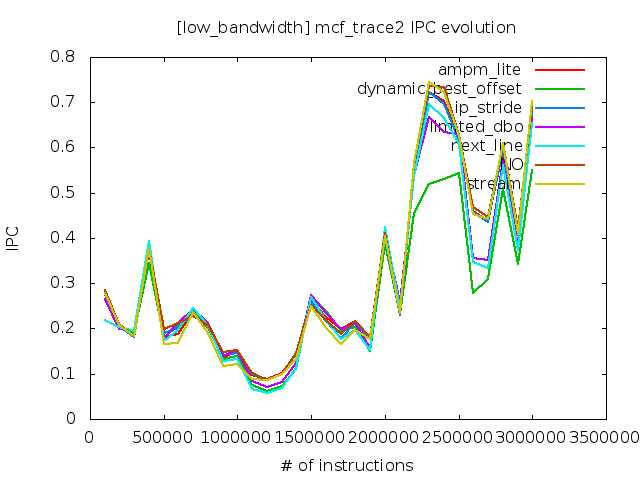 [low_bandwidth] mcf_trace2 IPC evolution
0.8
0.7
0.6
0.5
0.4
0.3
0.2
0.1
0
IPC
ampm_lite
dynamic_best_offset
ip_stride
limited_dbo
next_line
stream
0 500000 1000000 1500000 2000000 2500000 3000000 3500000
# of instructions